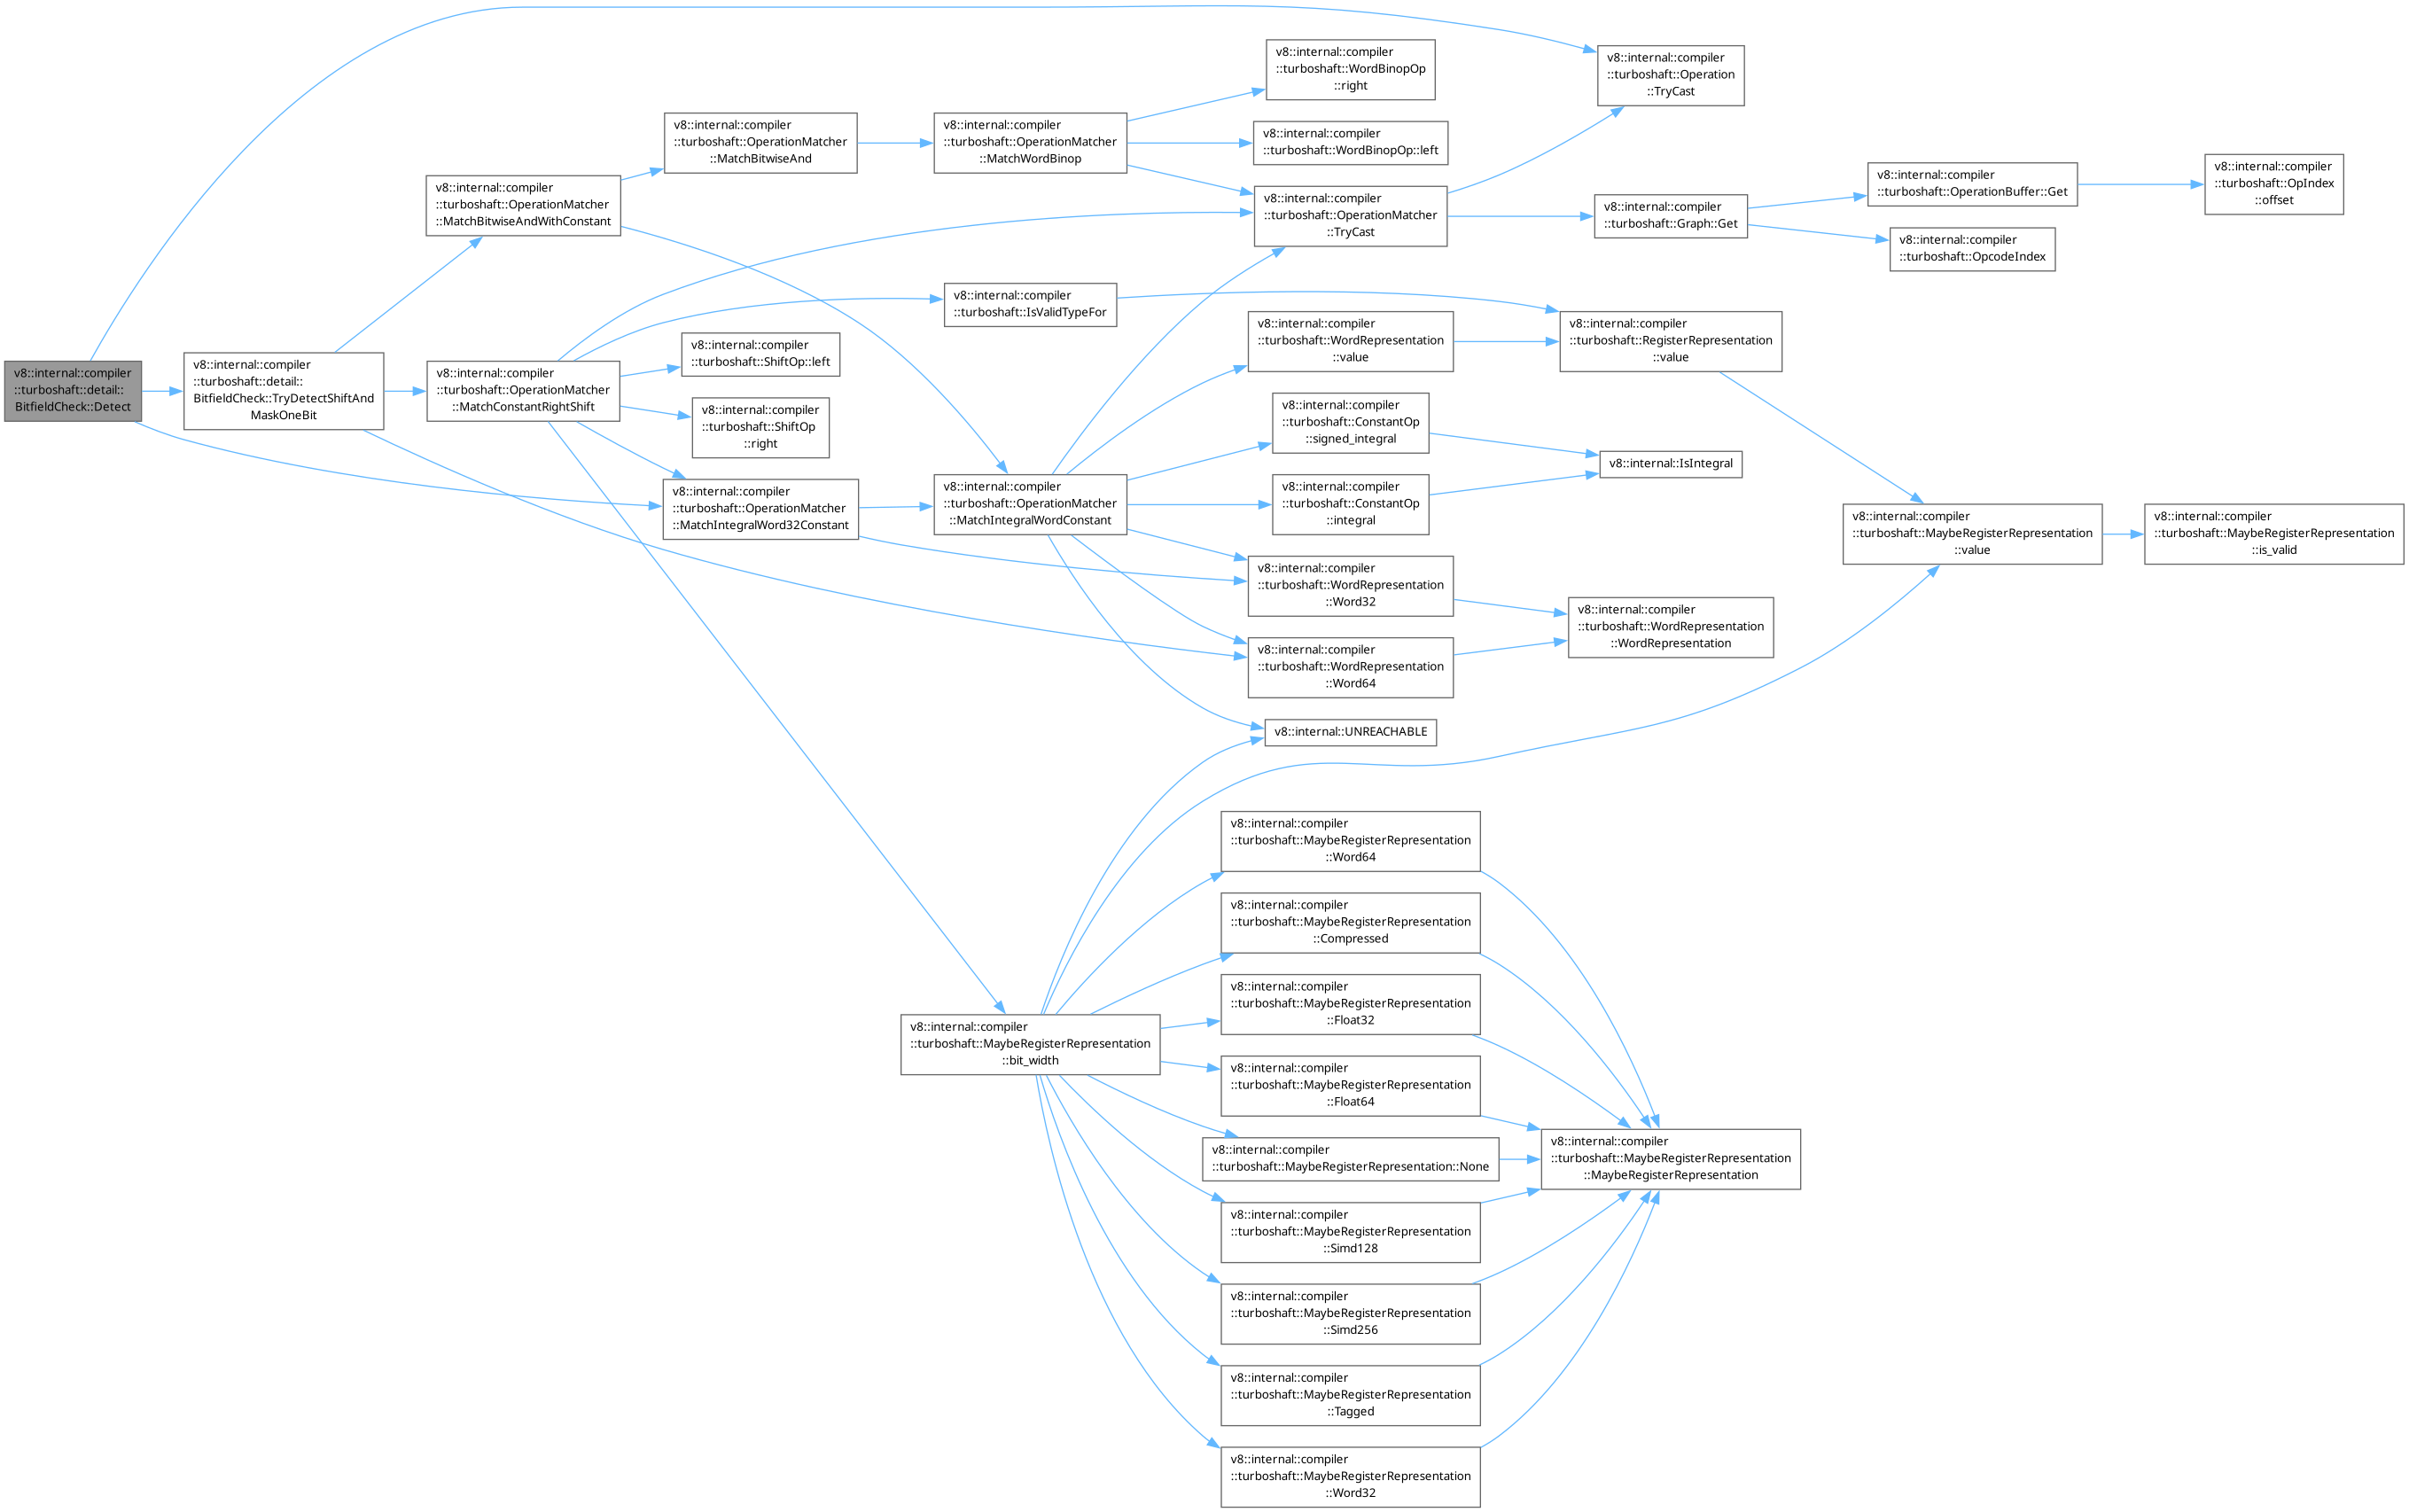 v8::internal::compiler
::turboshaft::detail::
BitfieldCheck::Detect
v8::internal::compiler
::turboshaft::detail::
BitfieldCheck::TryDetectShiftAnd
MaskOneBit
v8::internal::compiler
::turboshaft::OperationMatcher
::MatchBitwiseAndWithConstant
v8::internal::compiler
::turboshaft::OperationMatcher
::MatchConstantRightShift
v8::internal::compiler
::turboshaft::OperationMatcher
::MatchBitwiseAnd
v8::internal::compiler
::turboshaft::ShiftOp::left
v8::internal::compiler
::turboshaft::ShiftOp
::right
v8::internal::compiler
::turboshaft::OperationMatcher
::MatchIntegralWord32Constant
v8::internal::compiler
::turboshaft::OperationMatcher
::MatchWordBinop
v8::internal::compiler
::turboshaft::IsValidTypeFor
v8::internal::compiler
::turboshaft::OperationMatcher
::MatchIntegralWordConstant
v8::internal::compiler
::turboshaft::MaybeRegisterRepresentation
::bit_width
v8::internal::compiler
::turboshaft::WordBinopOp
::right
v8::internal::compiler
::turboshaft::WordBinopOp::left
v8::internal::compiler
::turboshaft::OperationMatcher
::TryCast
v8::internal::compiler
::turboshaft::WordRepresentation
::value
v8::internal::compiler
::turboshaft::ConstantOp
::signed_integral
v8::internal::compiler
::turboshaft::ConstantOp
::integral
v8::internal::compiler
::turboshaft::WordRepresentation
::Word32
v8::internal::compiler
::turboshaft::WordRepresentation
::Word64
v8::internal::UNREACHABLE
v8::internal::compiler
::turboshaft::MaybeRegisterRepresentation
::Word64
v8::internal::compiler
::turboshaft::MaybeRegisterRepresentation
::Compressed
v8::internal::compiler
::turboshaft::MaybeRegisterRepresentation
::Float32
v8::internal::compiler
::turboshaft::MaybeRegisterRepresentation
::Float64
v8::internal::compiler
::turboshaft::MaybeRegisterRepresentation::None
v8::internal::compiler
::turboshaft::MaybeRegisterRepresentation
::Simd128
v8::internal::compiler
::turboshaft::MaybeRegisterRepresentation
::Simd256
v8::internal::compiler
::turboshaft::MaybeRegisterRepresentation
::Tagged
v8::internal::compiler
::turboshaft::MaybeRegisterRepresentation
::Word32
v8::internal::compiler
::turboshaft::Operation
::TryCast
v8::internal::compiler
::turboshaft::Graph::Get
v8::internal::compiler
::turboshaft::RegisterRepresentation
::value
v8::internal::IsIntegral
v8::internal::compiler
::turboshaft::WordRepresentation
::WordRepresentation
v8::internal::compiler
::turboshaft::MaybeRegisterRepresentation
::MaybeRegisterRepresentation
v8::internal::compiler
::turboshaft::OperationBuffer::Get
v8::internal::compiler
::turboshaft::OpcodeIndex
v8::internal::compiler
::turboshaft::MaybeRegisterRepresentation
::value
v8::internal::compiler
::turboshaft::OpIndex
::offset
v8::internal::compiler
::turboshaft::MaybeRegisterRepresentation
::is_valid